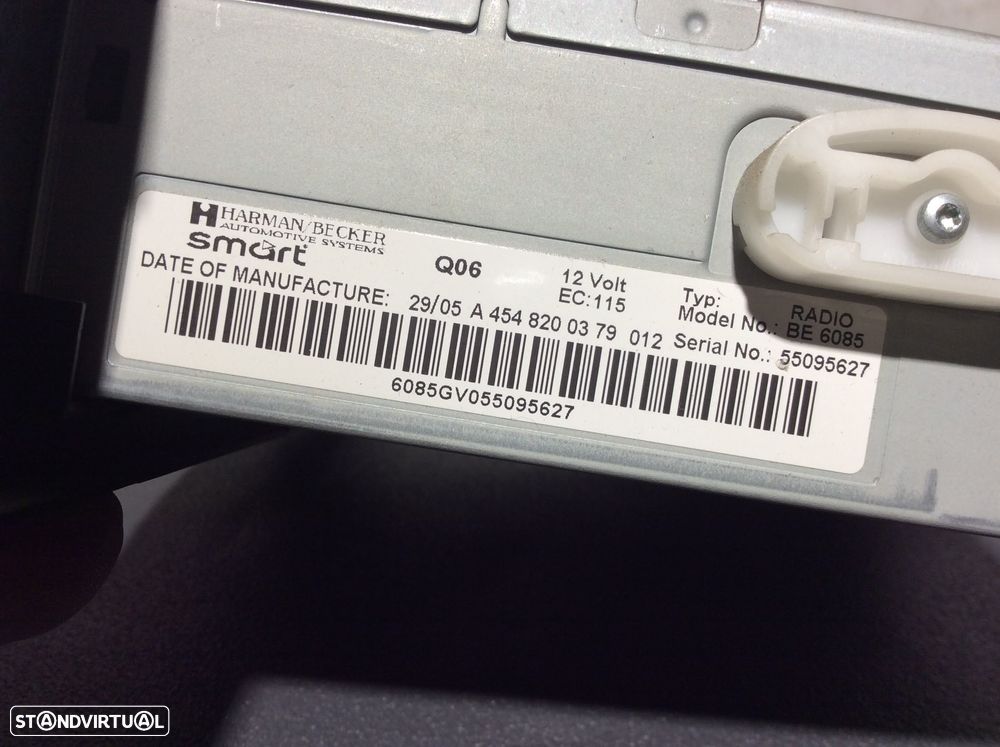 HARMAN/BECKER
AUTOMOTIVE SYSTEMS
smart
Q06
12 Volt
EC:115
Typ: RADIO
Model No.: BE 6085
DATE OF MANUFACTURE: 29/05 A 454 820 03 79 012 Serial No.: 55095627
6085GV055095627
STANDVIRTUAL